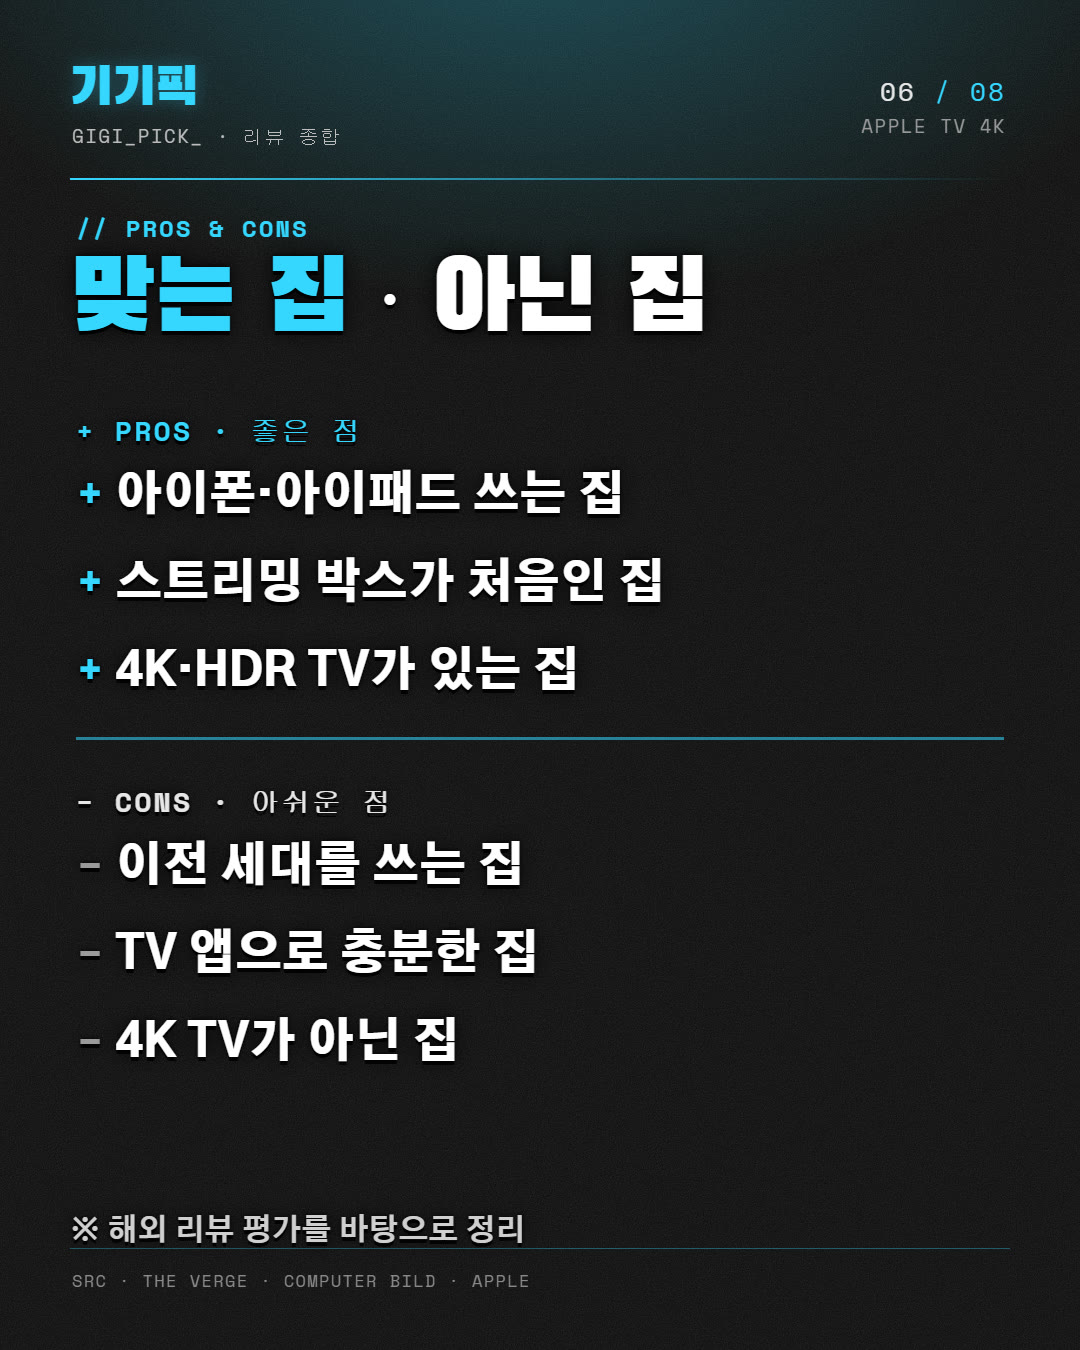 기기픽
GIGI_PICK_ · 리뷰 종합
06 / 08
APPLE TV 4K
// PROS & CONS
맞는 집 · 아닌 집
+ PROS · 좋은 점
+ 아이폰·아이패드 쓰는 집
+ 스트리밍 박스가 처음인 집
+ 4K·HDR TV가 있는 집
- CONS · 아쉬운 점
- 이전 세대를 쓰는 집
- TV 앱으로 충분한 집
- 4K TV가 아닌 집
※ 해외 리뷰 평가를 바탕으로 정리
SRC · THE VERGE · COMPUTER BILD · APPLE